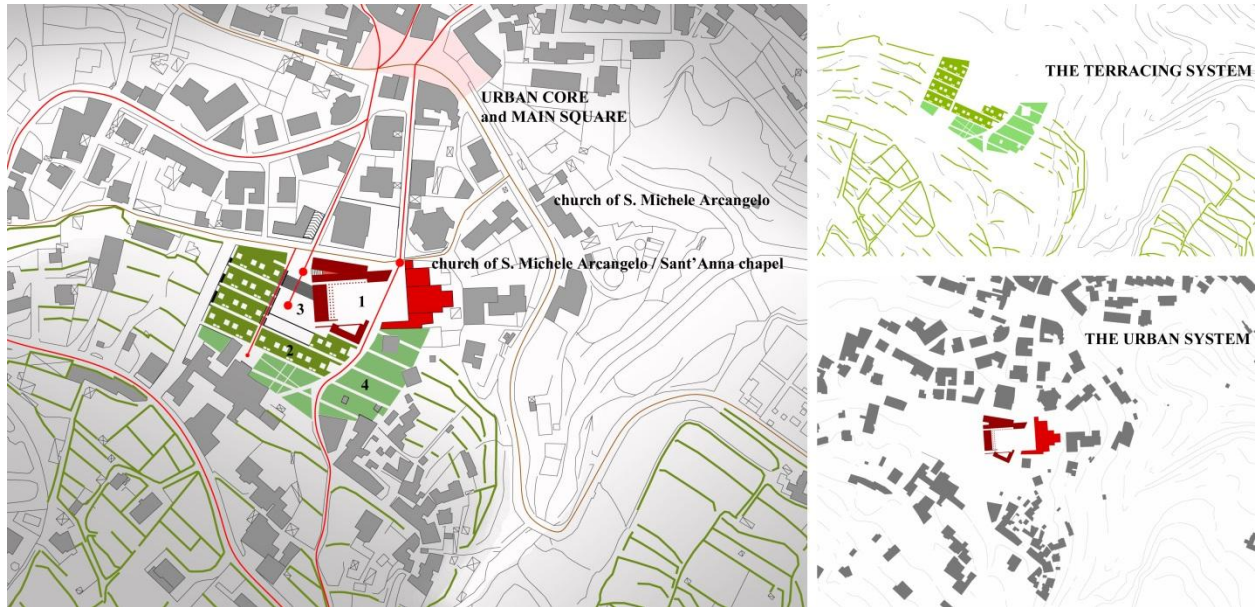 URBAN CORE
and MAIN SQUARE
church of S. Michele Arcangelo
church of S. Michele Arcangelo / Sant'Anna chapel
1
3
2
4
THE TERRACING SYSTEM
THE URBAN SYSTEM